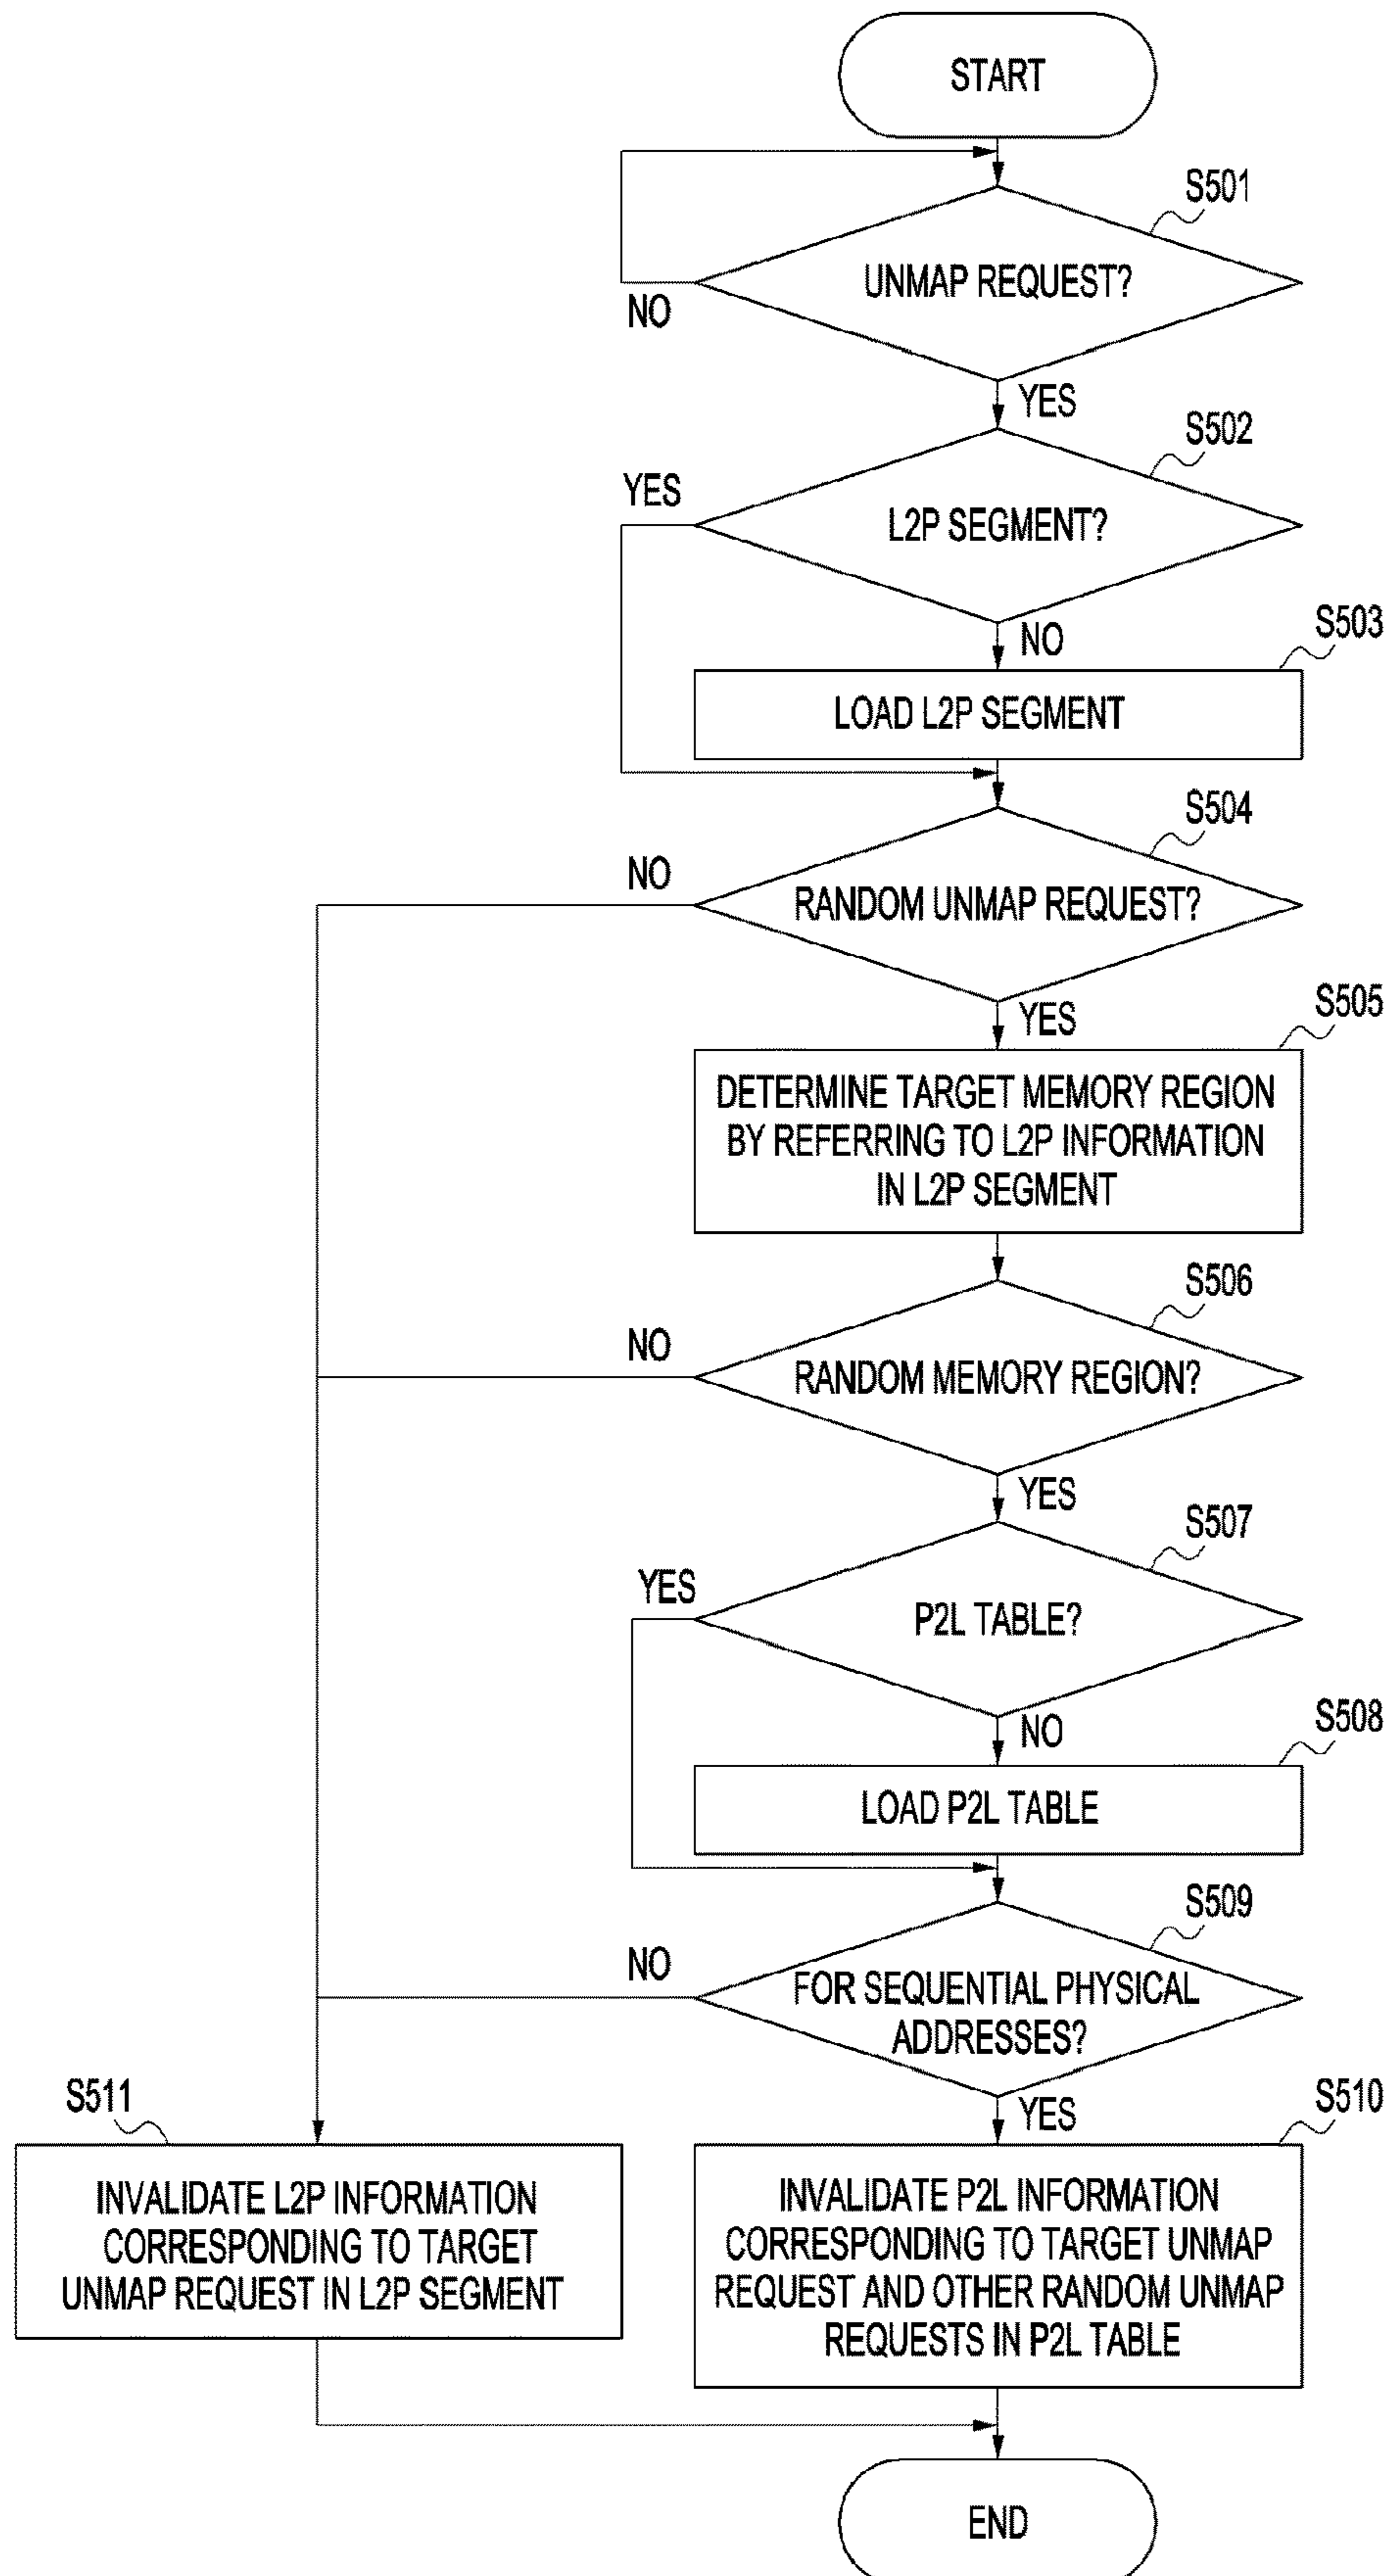 START
S501
UNMAP REQUEST?
NO
YES
S502
YES
L2P SEGMENT?
NO
S503
LOAD L2P SEGMENT
S504
NO
RANDOM UNMAP REQUEST?
YES
S505
DETERMINE TARGET MEMORY REGION
BY REFERRING TO L2P INFORMATION
IN L2P SEGMENT
S506
NO
RANDOM MEMORY REGION?
YES
S507
YES
P2L TABLE?
NO
S508
LOAD P2L TABLE
S509
NO
FOR SEQUENTIAL PHYSICAL
ADDRESSES?
YES
S511
INVALIDATE L2P INFORMATION
CORRESPONDING TO TARGET
UNMAP REQUEST IN L2P SEGMENT
S510
INVALIDATE P2L INFORMATION
CORRESPONDING TO TARGET UNMAP
REQUEST AND OTHER RANDOM UNMAP
REQUESTS IN P2L TABLE
END